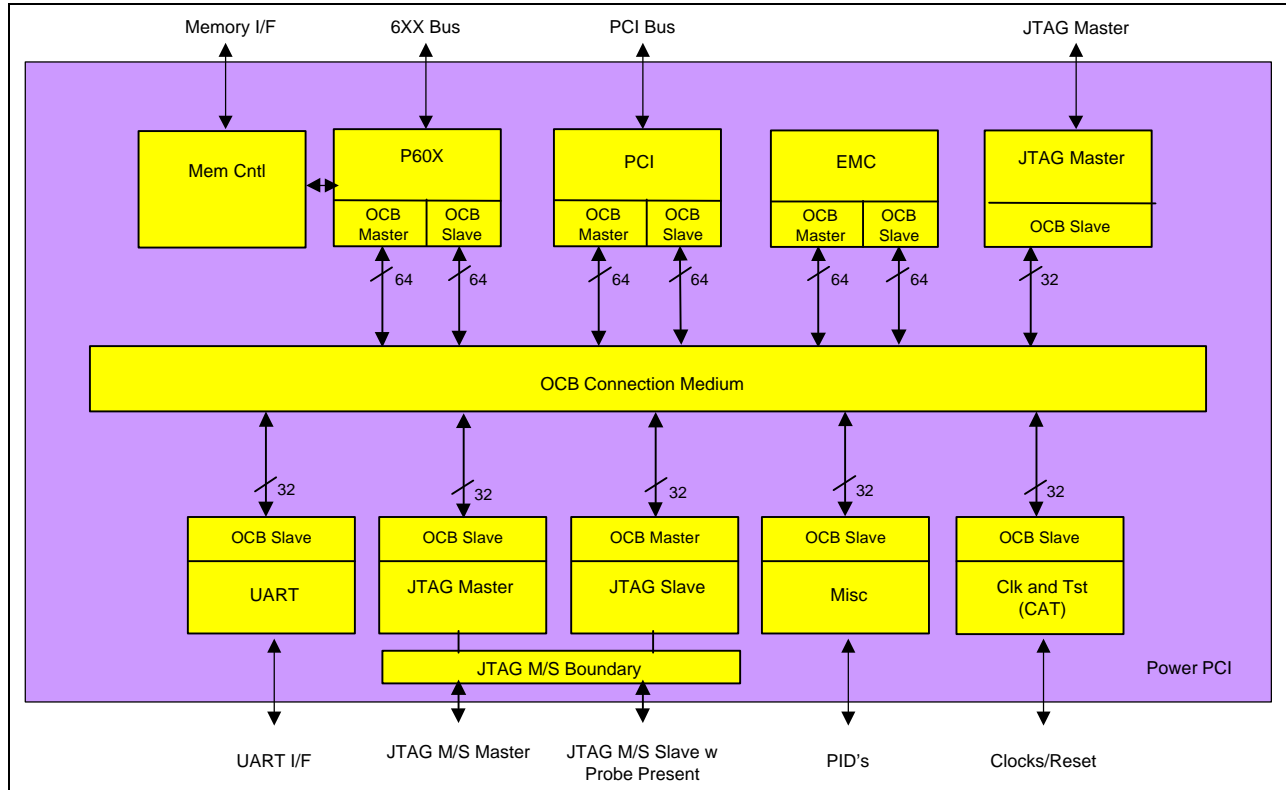 Memory I/F
6XX Bus
PCI Bus
JTAG Master
Mem Cntl
P60X
OCB
Master
OCB
Slave
PCI
OCB
Master
OCB
Slave
EMC
OCB
Master
OCB
Slave
JTAG Master
OCB Slave
64
64
64
64
64
64
32
OCB Connection Medium
32
32
32
32
32
OCB Slave
UART
OCB Slave
JTAG Master
OCB Master
JTAG Slave
OCB Slave
Misc
OCB Slave
Clk and Tst
(CAT)
JTAG M/S Boundary
Power PCI
UART I/F
JTAG M/S Master
JTAG M/S Slave w
Probe Present
PID's
Clocks/Reset